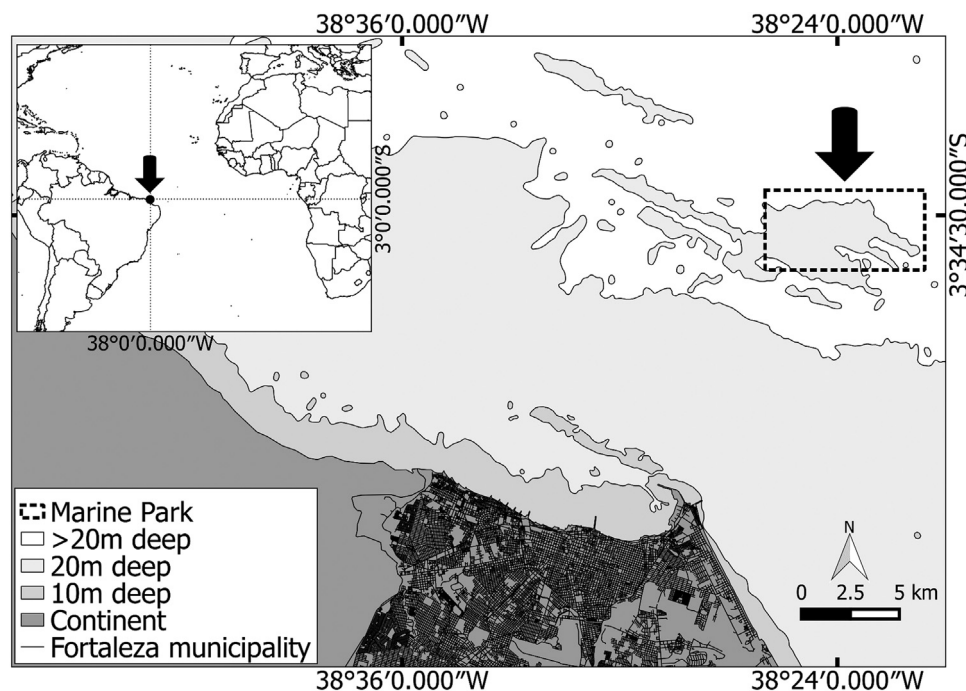 38°36'0.000"W
38°24'0.000"W
3°0'0.000"S
3°34'30.000"S
38°0'0.000"W
Marine Park
>20m deep
20m deep
10m deep
Continent
Fortaleza municipality
N
0 2.5 5 km
38°36'0.000"W
38°24'0.000"W